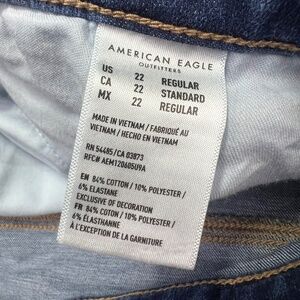 AMERICAN EAGLE
OUTFITTERS
US 22 REGULAR
CA 22 STANDARD
MX 22 REGULAR
MADE IN VIETNAM / FABRIQUÉ AU
VIETNAM / HECHO EN VIETNAM
RN 54485/CA 03873
RFC# AEM120605U9A
EN 84% COTTON / 10% POLYESTER /
6% ELASTANE
EXCLUSIVE OF DECORATION
FR 84% COTON / 10% POLYESTER /
6% ÉLASTHANNE
À L'EXCEPTION DE LA GARNITURE